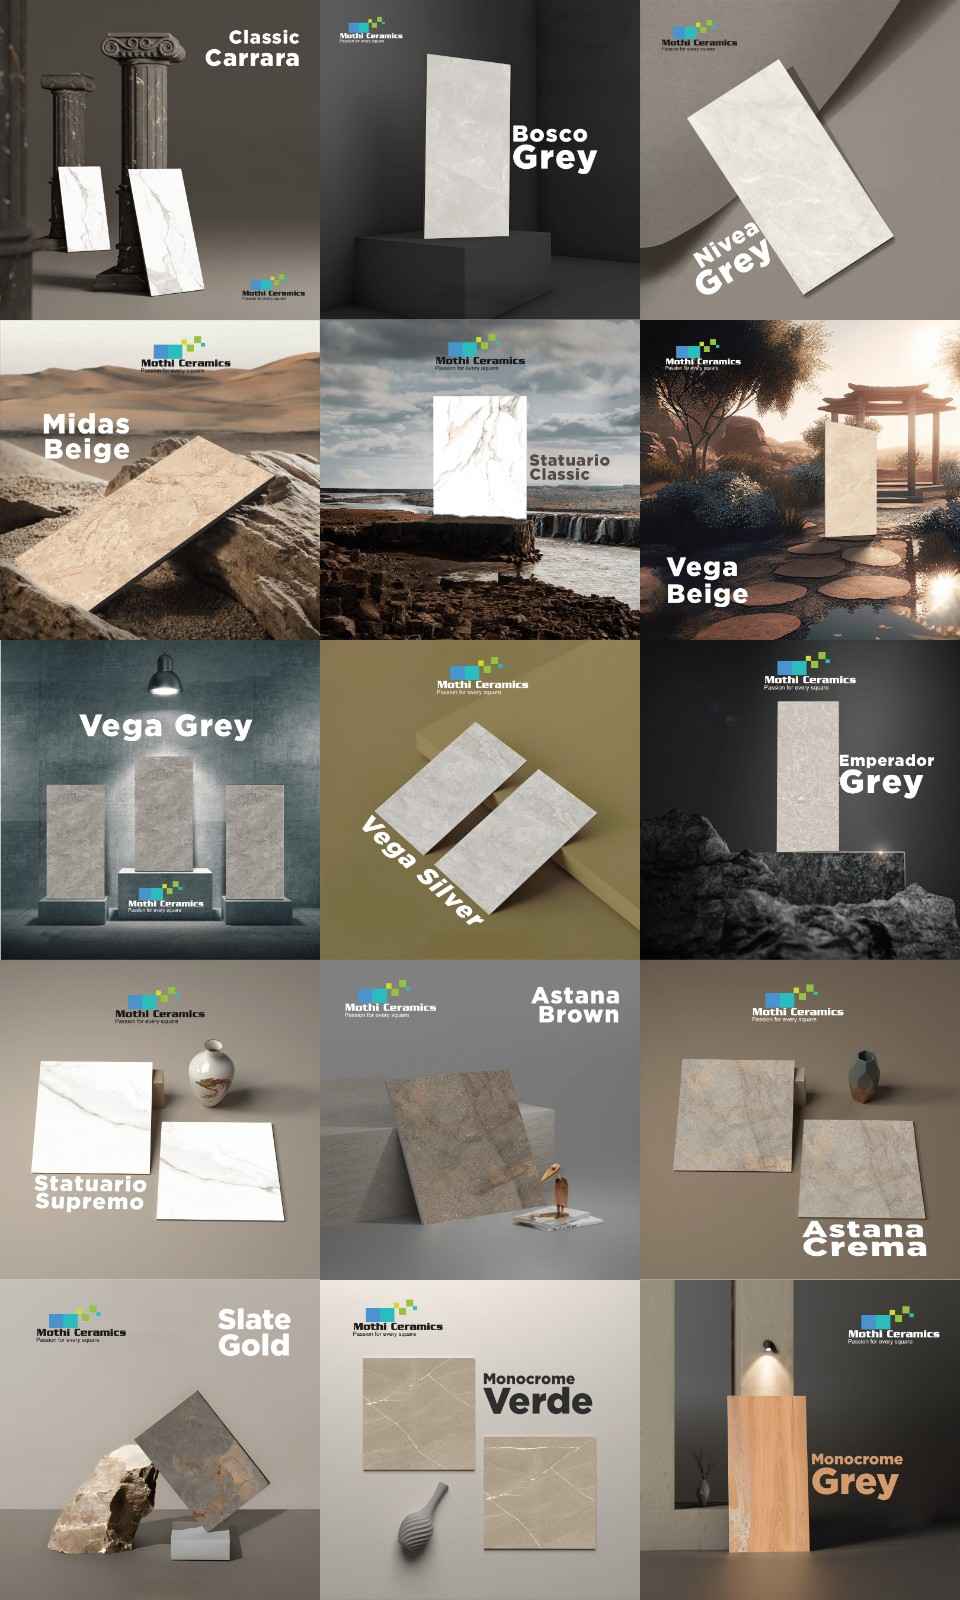 Classic
Carrara
Mothi Ceramics
Passion for every square
Mothi Ceramics
Passion for every square
Bosco
Grey
Mothi Ceramics
Passion for every square
Nivea
Grey
Mothi Ceramics
Passion for every square
Midas
Beige
Mothi Ceramics
Passion for every square
Statuario
Classic
Mothi Ceramics
Passion for every square
Vega
Beige
Vega Grey
Mothi Ceramics
Passion for every square
Mothi Ceramics
Passion for every square
Vega Silver
Mothi Ceramics
Passion for every square
Emperador
Grey
Mothi Ceramics
Passion for every square
Statuario
Supremo
Mothi Ceramics
Passion for every square
Astana
Brown
Mothi Ceramics
Passion for every square
Astana
Crema
Mothi Ceramics
Passion for every square
Slate
Gold
Mothi Ceramics
Passion for every square
Monocrome
Verde
Mothi Ceramics
Passion for every square
Monocrome
Grey